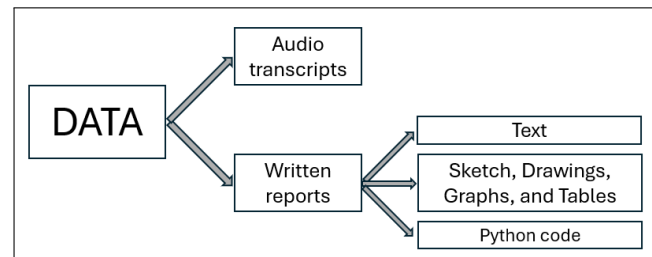 DATA
Audio
transcripts
Written
reports
Text
Sketch, Drawings,
Graphs, and Tables
Python code